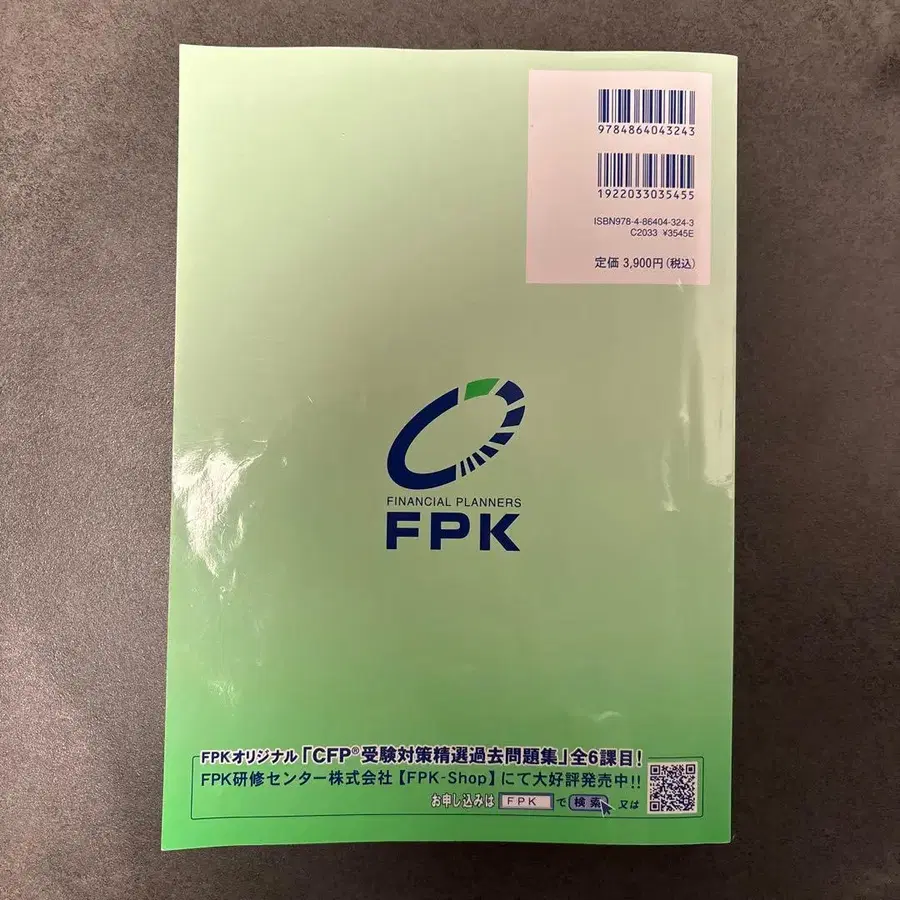 9784864043243
1922033035455
ISBN978-4-86404-324-3
C2033 ¥3545E
定価 3,900円(税込)
FINANCIAL PLANNERS
FPK
FPKオリジナル「CFP®受験対策精選過去問題集」全6課目!
FPK研修センター株式会社【FPK-Shop】にて大好評発売中!!
お申し込みは FPK で 検索 又は